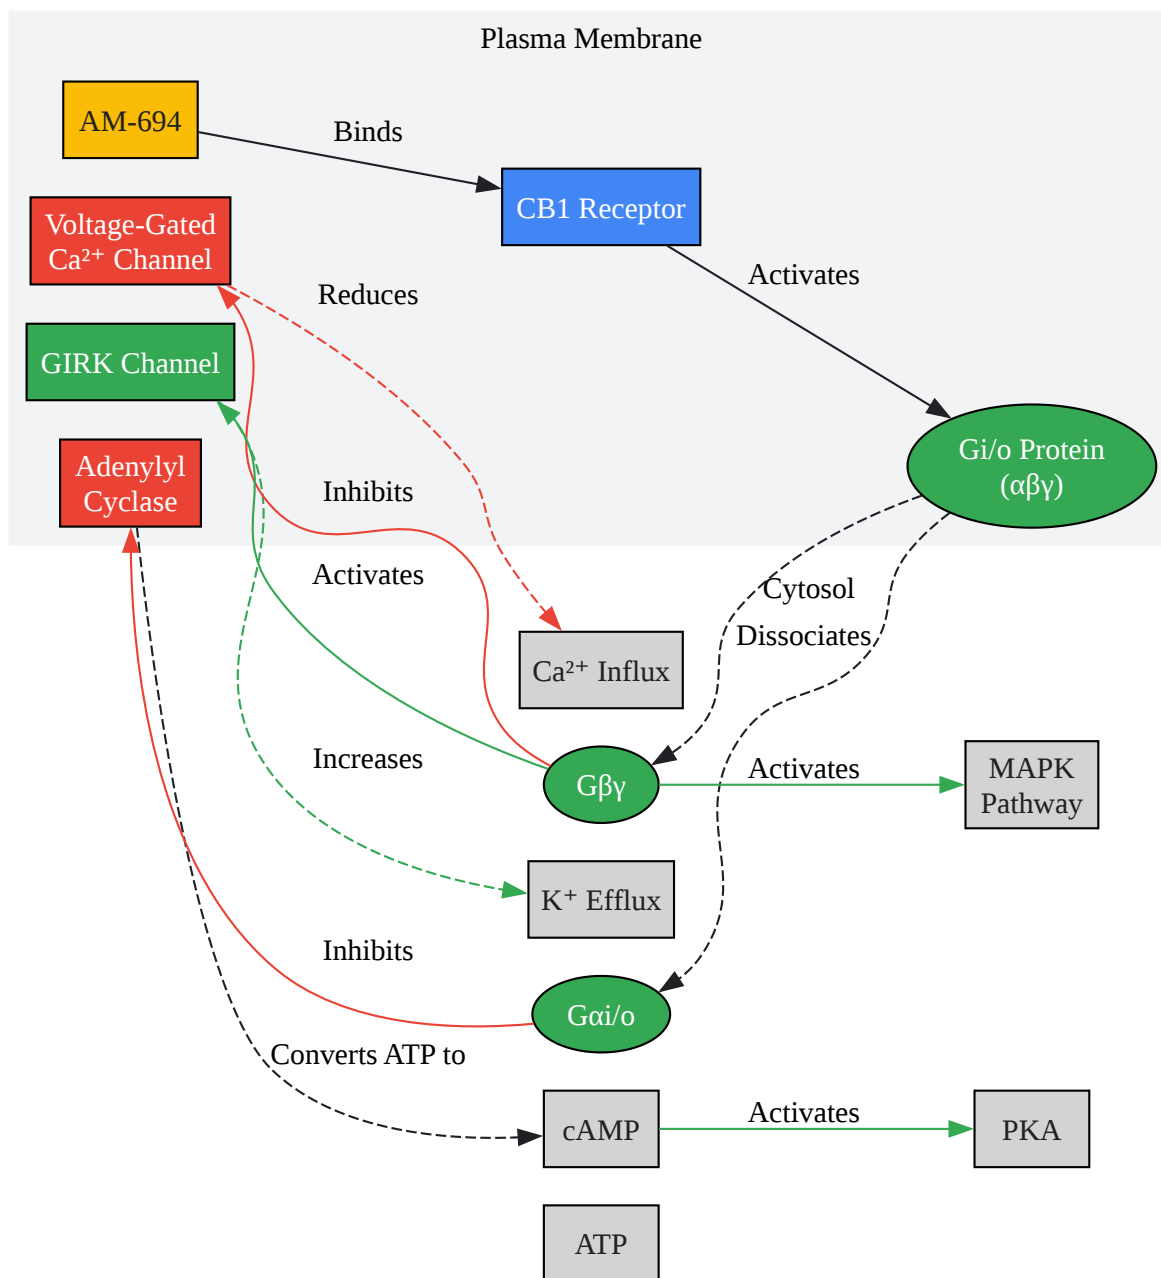 Plasma Membrane
AM-694
Binds
CB1 Receptor
Voltage-Gated
Ca²⁺ Channel
Reduces
Activates
GIRK Channel
Gi/o Protein
(αβγ)
Adenylyl
Cyclase
Inhibits
Activates
Cytosol
Dissociates
Ca²⁺ Influx
Increases
Gβγ
Activates
MAPK
Pathway
K⁺ Efflux
Inhibits
Gαi/o
Converts ATP to
cAMP
Activates
PKA
ATP